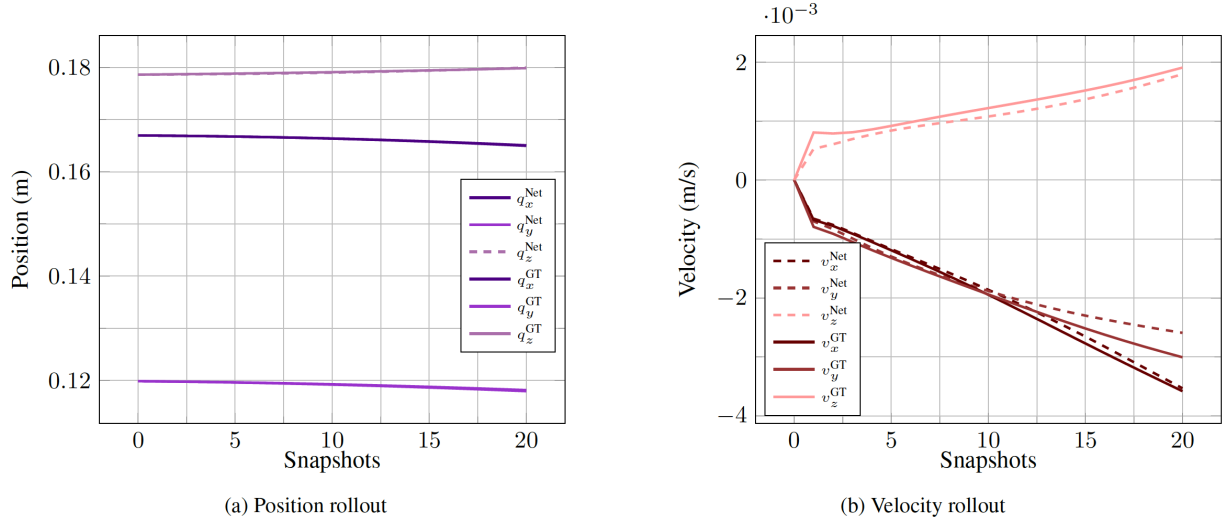 0.18
0.16
0.14
0.12
Position (m)
0 5 10 15 20
Snapshots
q_x^Net
q_y^Net
q_z^Net
q_x^GT
q_y^GT
q_z^GT
(a) Position rollout
·10⁻³
2
0
−2
−4
Velocity (m/s)
0 5 10 15 20
Snapshots
v_x^Net
v_y^Net
v_z^Net
v_x^GT
v_y^GT
v_z^GT
(b) Velocity rollout